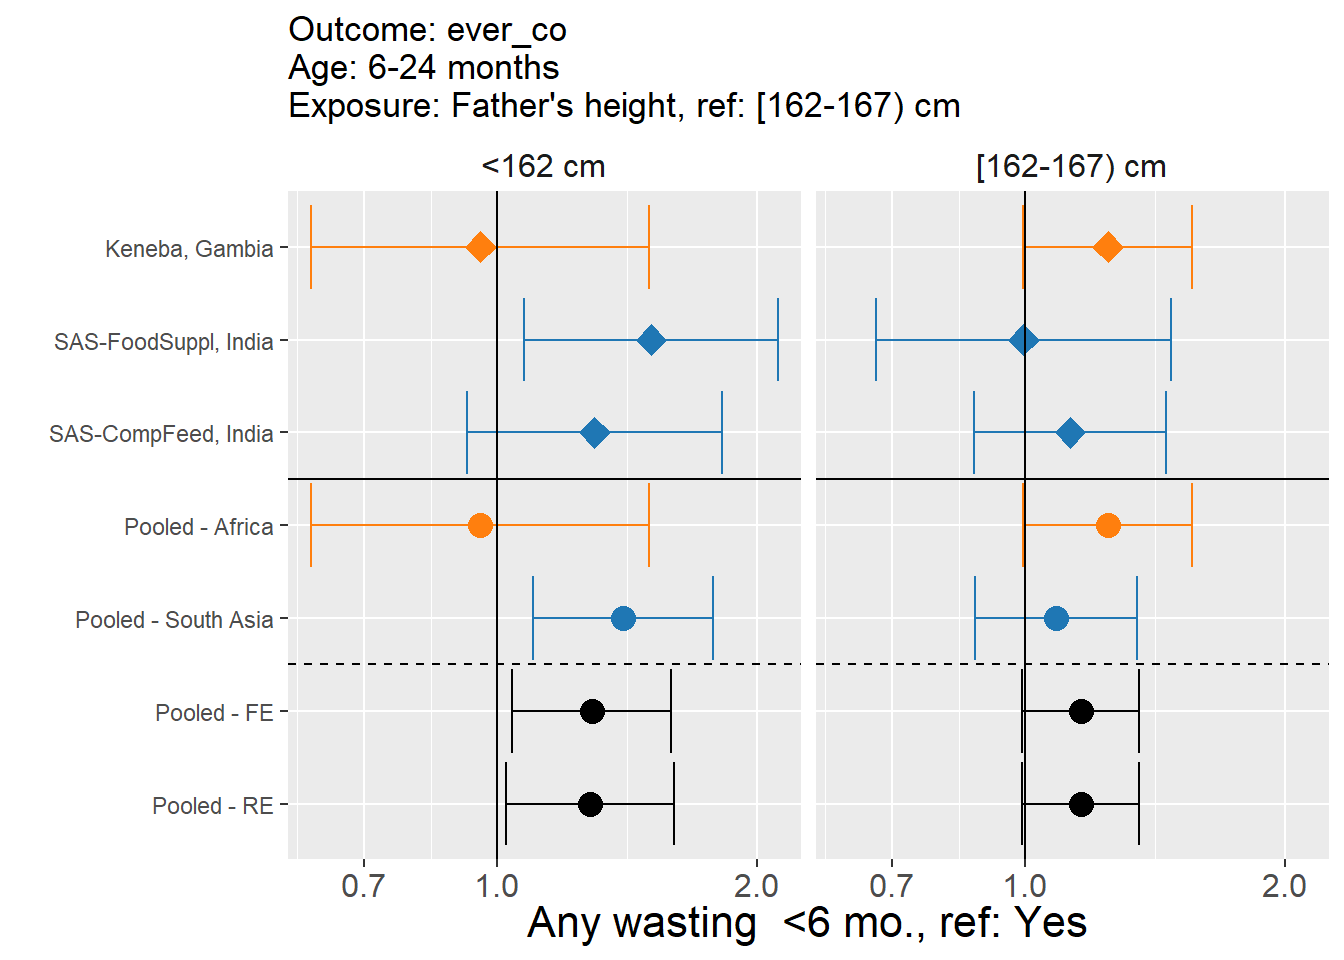 Outcome: ever_co
Age: 6-24 months
Exposure: Father's height, ref: [162-167) cm
<162 cm
[162-167) cm
Keneba, Gambia
SAS-FoodSuppl, India
SAS-CompFeed, India
Pooled - Africa
Pooled - South Asia
Pooled - FE
Pooled - RE
0.7 1.0 2.0 0.7 1.0 2.0
Any wasting  <6 mo., ref: Yes